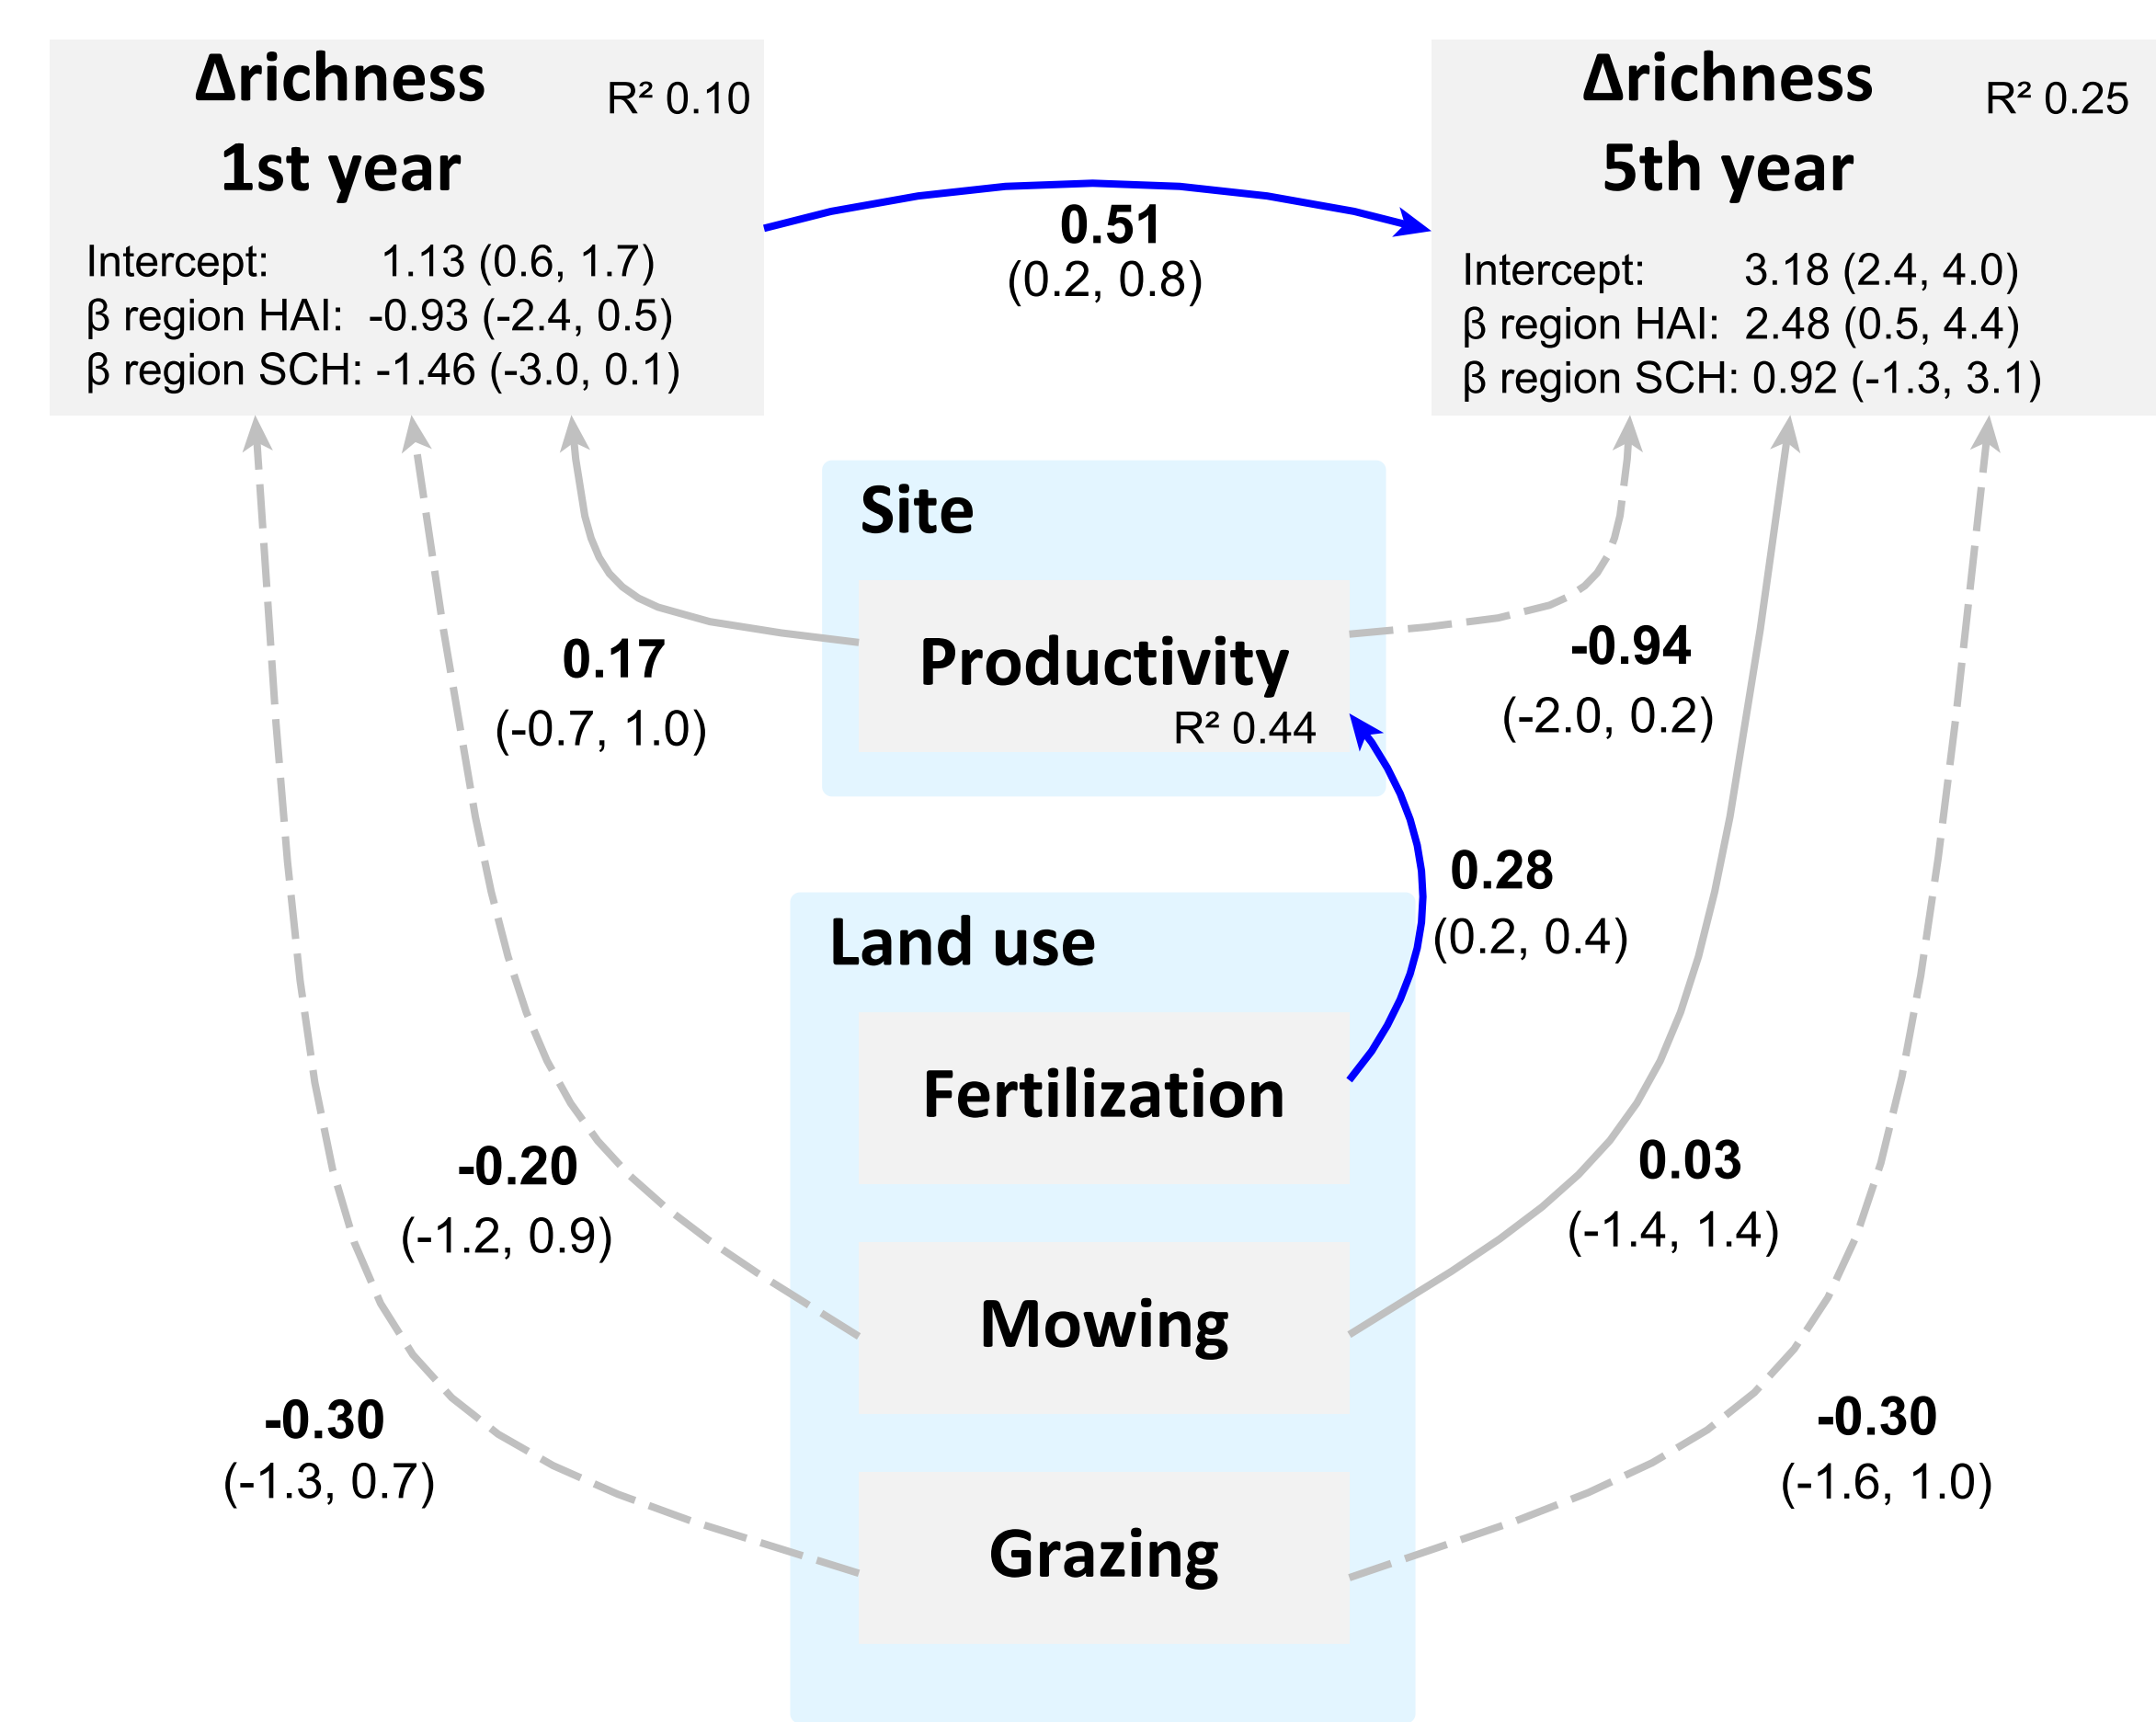 Δrichness
1st year
R² 0.10
Intercept: 1.13 (0.6, 1.7)
β region HAI: -0.93 (-2.4, 0.5)
β region SCH: -1.46 (-3.0, 0.1)
0.51
(0.2, 0.8)
Δrichness
5th year
R² 0.25
Intercept: 3.18 (2.4, 4.0)
β region HAI: 2.48 (0.5, 4.4)
β region SCH: 0.92 (-1.3, 3.1)
Site
Productivity
R² 0.44
0.17
(-0.7, 1.0)
-0.94
(-2.0, 0.2)
0.28
(0.2, 0.4)
Land use
Fertilization
Mowing
Grazing
-0.20
(-1.2, 0.9)
0.03
(-1.4, 1.4)
-0.30
(-1.3, 0.7)
-0.30
(-1.6, 1.0)